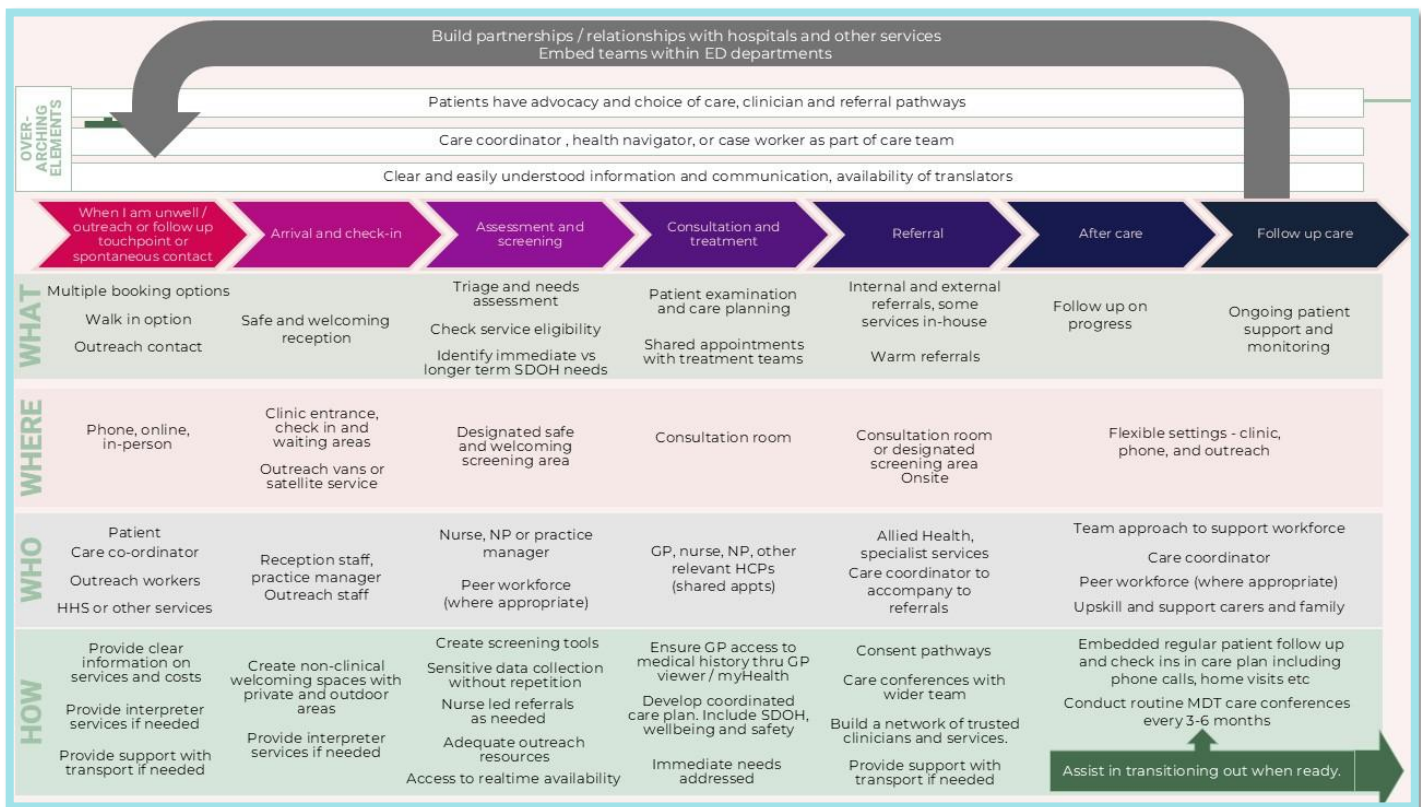 Build partnerships / relationships with hospitals and other services
Embed teams within ED departments
OVER-
ARCHING
ELEMENTS
Patients have advocacy and choice of care, clinician and referral pathways
Care coordinator , health navigator, or case worker as part of care team
Clear and easily understood information and communication, availability of translators
When I am unwell /
outreach or follow up
touchpoint or
spontaneous contact
Arrival and check-in
Assessment and
screening
Consultation and
treatment
Referral
After care
Follow up care
WHAT
Multiple booking options
Walk in option
Outreach contact
Safe and welcoming
reception
Triage and needs
assessment
Check service eligibility
Identify immediate vs
longer term SDOH needs
Patient examination
and care planning
Shared appointments
with treatment teams
Internal and external
referrals, some
services in-house
Warm referrals
Follow up on
progress
Ongoing patient
support and
monitoring
WHERE
Phone, online,
in-person
Clinic entrance,
check in and
waiting areas
Outreach vans or
satellite service
Designated safe
and welcoming
screening area
Consultation room
Consultation room
or designated
screening area
Onsite
Flexible settings - clinic,
phone, and outreach
WHO
Patient
Care co-ordinator
Outreach workers
HHS or other services
Reception staff,
practice manager
Outreach staff
Nurse, NP or practice
manager
Peer workforce
(where appropriate)
GP, nurse, NP, other
relevant HCPs
(shared appts)
Allied Health,
specialist services
Care coordinator to
accompany to
referrals
Team approach to support workforce
Care coordinator
Peer workforce (where appropriate)
Upskill and support carers and family
HOW
Provide clear
information on
services and costs
Provide interpreter
services if needed
Provide support with
transport if needed
Create non-clinical
welcoming spaces with
private and outdoor
areas
Provide interpreter
services if needed
Create screening tools
Sensitive data collection
without repetition
Nurse led referrals
as needed
Adequate outreach
resources
Access to realtime availability
Ensure GP access to
medical history thru GP
viewer / myHealth
Develop coordinated
care plan. Include SDOH,
wellbeing and safety
Immediate needs
addressed
Consent pathways
Care conferences with
wider team
Build a network of trusted
clinicians and services.
Provide support with
transport if needed
Embedded regular patient follow up
and check ins in care plan including
phone calls, home visits etc
Conduct routine MDT care conferences
every 3-6 months
Assist in transitioning out when ready.